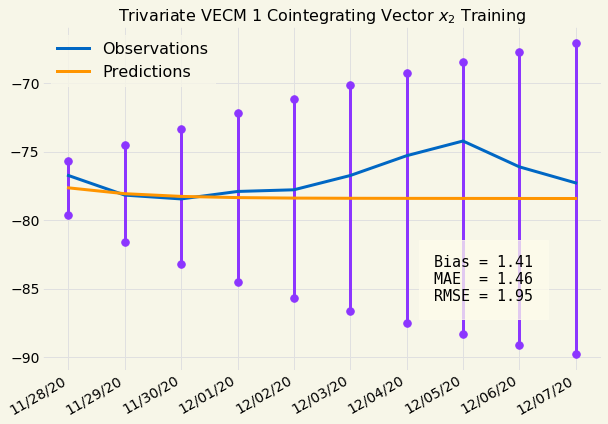 Trivariate VECM 1 Cointegrating Vector x₂ Training
Observations
Predictions
−70
−75
−80
−85
−90
Bias = 1.41
MAE  = 1.46
RMSE = 1.95
11/28/20
11/29/20
11/30/20
12/01/20
12/02/20
12/03/20
12/04/20
12/05/20
12/06/20
12/07/20